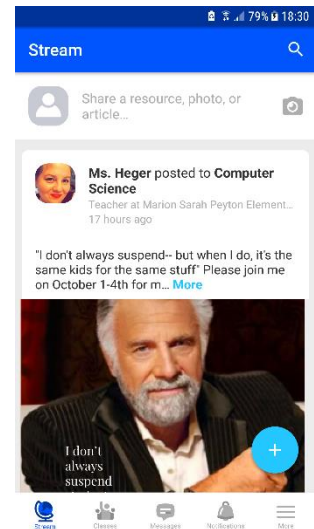 79% 18:30
Stream
Share a resource, photo, or
article...
Ms. Heger posted to Computer
Science
Teacher at Marion Sarah Peyton Element...
17 hours ago
"I don't always suspend-- but when I do, it's the
same kids for the same stuff" Please join me
on October 1-4th for m... More
I don't
always
suspend
Stream Classes Messages Notifications More